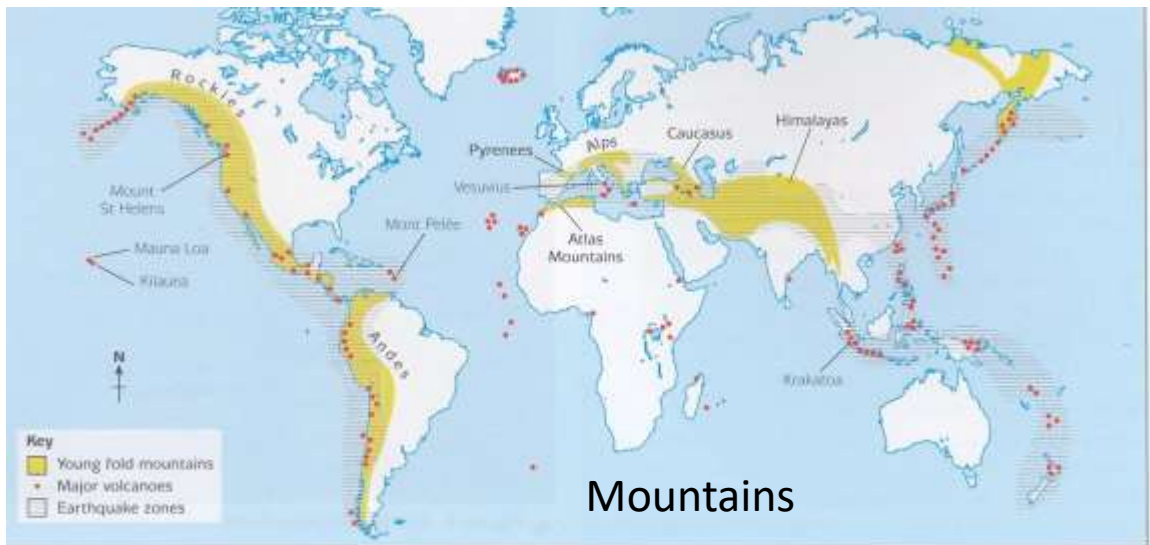 Rockies
Mount
St Helens
Mauna Loa
Kilauea
Mont Pelée
Andes
Pyrenees
Alps
Vesuvius
Caucasus
Himalayas
Atlas
Mountains
Krakatoa
N
Key
Young fold mountains
Major volcanoes
Earthquake zones
Mountains